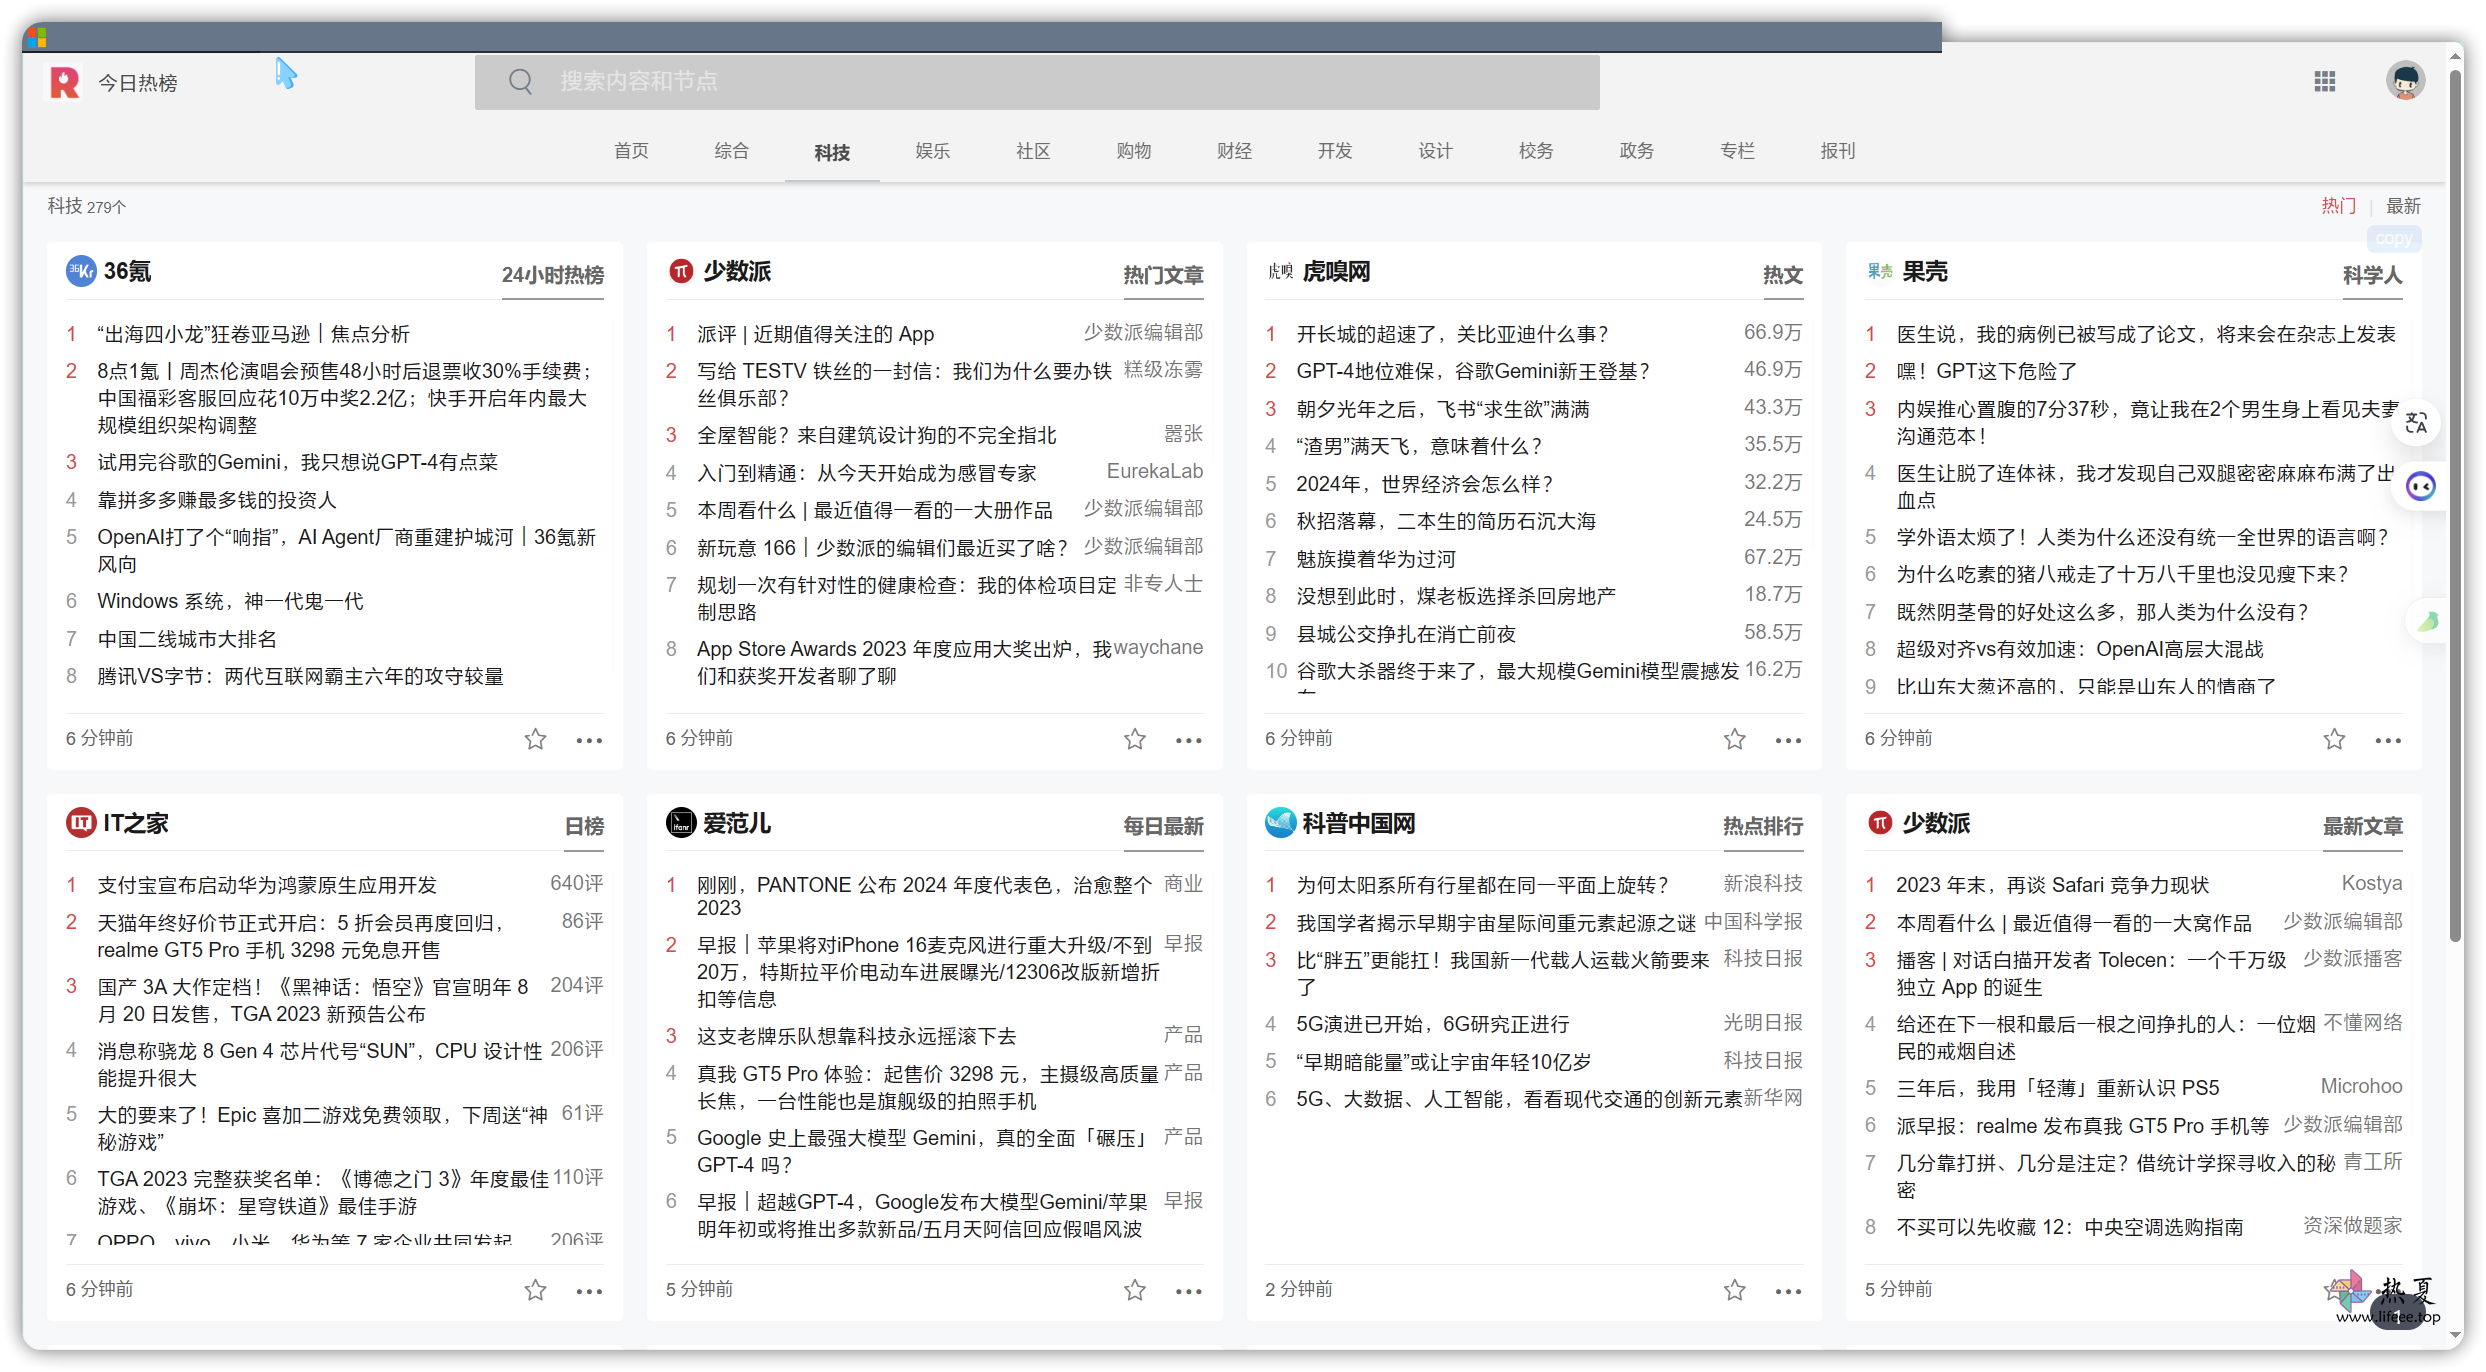 今日热榜
搜索内容和节点
首页 综合 科技 娱乐 社区 购物 财经 开发 设计 校务 政务 专栏 报刊
科技 279个
热门 | 最新
copy
36Kr 36氪 24小时热榜
1 “出海四小龙”狂卷亚马逊｜焦点分析
2 8点1氪丨周杰伦演唱会预售48小时后退票收30%手续费；
中国福彩客服回应花10万中奖2.2亿；快手开启年内最大
规模组织架构调整
3 试用完谷歌的Gemini，我只想说GPT-4有点菜
4 靠拼多多赚最多钱的投资人
5 OpenAI打了个“响指”，AI Agent厂商重建护城河｜36氪新
风向
6 Windows 系统，神一代鬼一代
7 中国二线城市大排名
8 腾讯VS字节：两代互联网霸主六年的攻守较量
6 分钟前
少数派 热门文章
1 派评 | 近期值得关注的 App 少数派编辑部
2 写给 TESTV 铁丝的一封信：我们为什么要办铁 糕级冻雾
丝俱乐部？
3 全屋智能？来自建筑设计狗的不完全指北 嚣张
4 入门到精通：从今天开始成为感冒专家 EurekaLab
5 本周看什么 | 最近值得一看的一大册作品 少数派编辑部
6 新玩意 166｜少数派的编辑们最近买了啥？ 少数派编辑部
7 规划一次有针对性的健康检查：我的体检项目定 非专人士
制思路
8 App Store Awards 2023 年度应用大奖出炉，我 waychane
们和获奖开发者聊了聊
6 分钟前
虎嗅 虎嗅网 热文
1 开长城的超速了，关比亚迪什么事？ 66.9万
2 GPT-4地位难保，谷歌Gemini新王登基？ 46.9万
3 朝夕光年之后，飞书“求生欲”满满 43.3万
4 “渣男”满天飞，意味着什么？ 35.5万
5 2024年，世界经济会怎么样？ 32.2万
6 秋招落幕，二本生的简历石沉大海 24.5万
7 魅族摸着华为过河 67.2万
8 没想到此时，煤老板选择杀回房地产 18.7万
9 县城公交挣扎在消亡前夜 58.5万
10 谷歌大杀器终于来了，最大规模Gemini模型震撼发 16.2万
6 分钟前
果壳 果壳 科学人
1 医生说，我的病例已被写成了论文，将来会在杂志上发表
2 嘿！GPT这下危险了
3 内娱推心置腹的7分37秒，竟让我在2个男生身上看见夫妻
沟通范本！
4 医生让脱了连体袜，我才发现自己双腿密密麻麻布满了出
血点
5 学外语太烦了！人类为什么还没有统一全世界的语言啊？
6 为什么吃素的猪八戒走了十万八千里也没见瘦下来？
7 既然阴茎骨的好处这么多，那人类为什么没有？
8 超级对齐vs有效加速：OpenAI高层大混战
9 比山东大葱还高的，只能是山东人的情商了
6 分钟前
IT IT之家 日榜
1 支付宝宣布启动华为鸿蒙原生应用开发 640评
2 天猫年终好价节正式开启：5 折会员再度回归， 86评
realme GT5 Pro 手机 3298 元免息开售
3 国产 3A 大作定档！《黑神话：悟空》官宣明年 8 204评
月 20 日发售，TGA 2023 新预告公布
4 消息称骁龙 8 Gen 4 芯片代号“SUN”，CPU 设计性 206评
能提升很大
5 大的要来了！Epic 喜加二游戏免费领取，下周送“神 61评
秘游戏”
6 TGA 2023 完整获奖名单：《博德之门 3》年度最佳 110评
游戏、《崩坏：星穹铁道》最佳手游
7 OPPO、vivo、小米、华为等 7 家企业共同发起 206评
6 分钟前
ifanr 爱范儿 每日最新
1 刚刚，PANTONE 公布 2024 年度代表色，治愈整个 商业
2023
2 早报｜苹果将对iPhone 16麦克风进行重大升级/不到 早报
20万，特斯拉平价电动车进展曝光/12306改版新增折
扣等信息
3 这支老牌乐队想靠科技永远摇滚下去 产品
4 真我 GT5 Pro 体验：起售价 3298 元，主摄级高质量 产品
长焦，一台性能也是旗舰级的拍照手机
5 Google 史上最强大模型 Gemini，真的全面「碾压」 产品
GPT-4 吗？
6 早报｜超越GPT-4，Google发布大模型Gemini/苹果 早报
明年初或将推出多款新品/五月天阿信回应假唱风波
5 分钟前
科普中国网 热点排行
1 为何太阳系所有行星都在同一平面上旋转？ 新浪科技
2 我国学者揭示早期宇宙星际间重元素起源之谜 中国科学报
3 比“胖五”更能扛！我国新一代载人运载火箭要来 科技日报
了
4 5G演进已开始，6G研究正进行 光明日报
5 “早期暗能量”或让宇宙年轻10亿岁 科技日报
6 5G、大数据、人工智能，看看现代交通的创新元素 新华网
2 分钟前
少数派 最新文章
1 2023 年末，再谈 Safari 竞争力现状 Kostya
2 本周看什么 | 最近值得一看的一大窝作品 少数派编辑部
3 播客 | 对话白描开发者 Tolecen：一个千万级 少数派播客
独立 App 的诞生
4 给还在下一根和最后一根之间挣扎的人：一位烟 不懂网络
民的戒烟自述
5 三年后，我用「轻薄」重新认识 PS5 Microhoo
6 派早报：realme 发布真我 GT5 Pro 手机等 少数派编辑部
7 几分靠打拼、几分是注定？借统计学探寻收入的秘 青工所
密
8 不买可以先收藏 12：中央空调选购指南 资深做题家
5 分钟前
热夏
www.lifeee.top
1